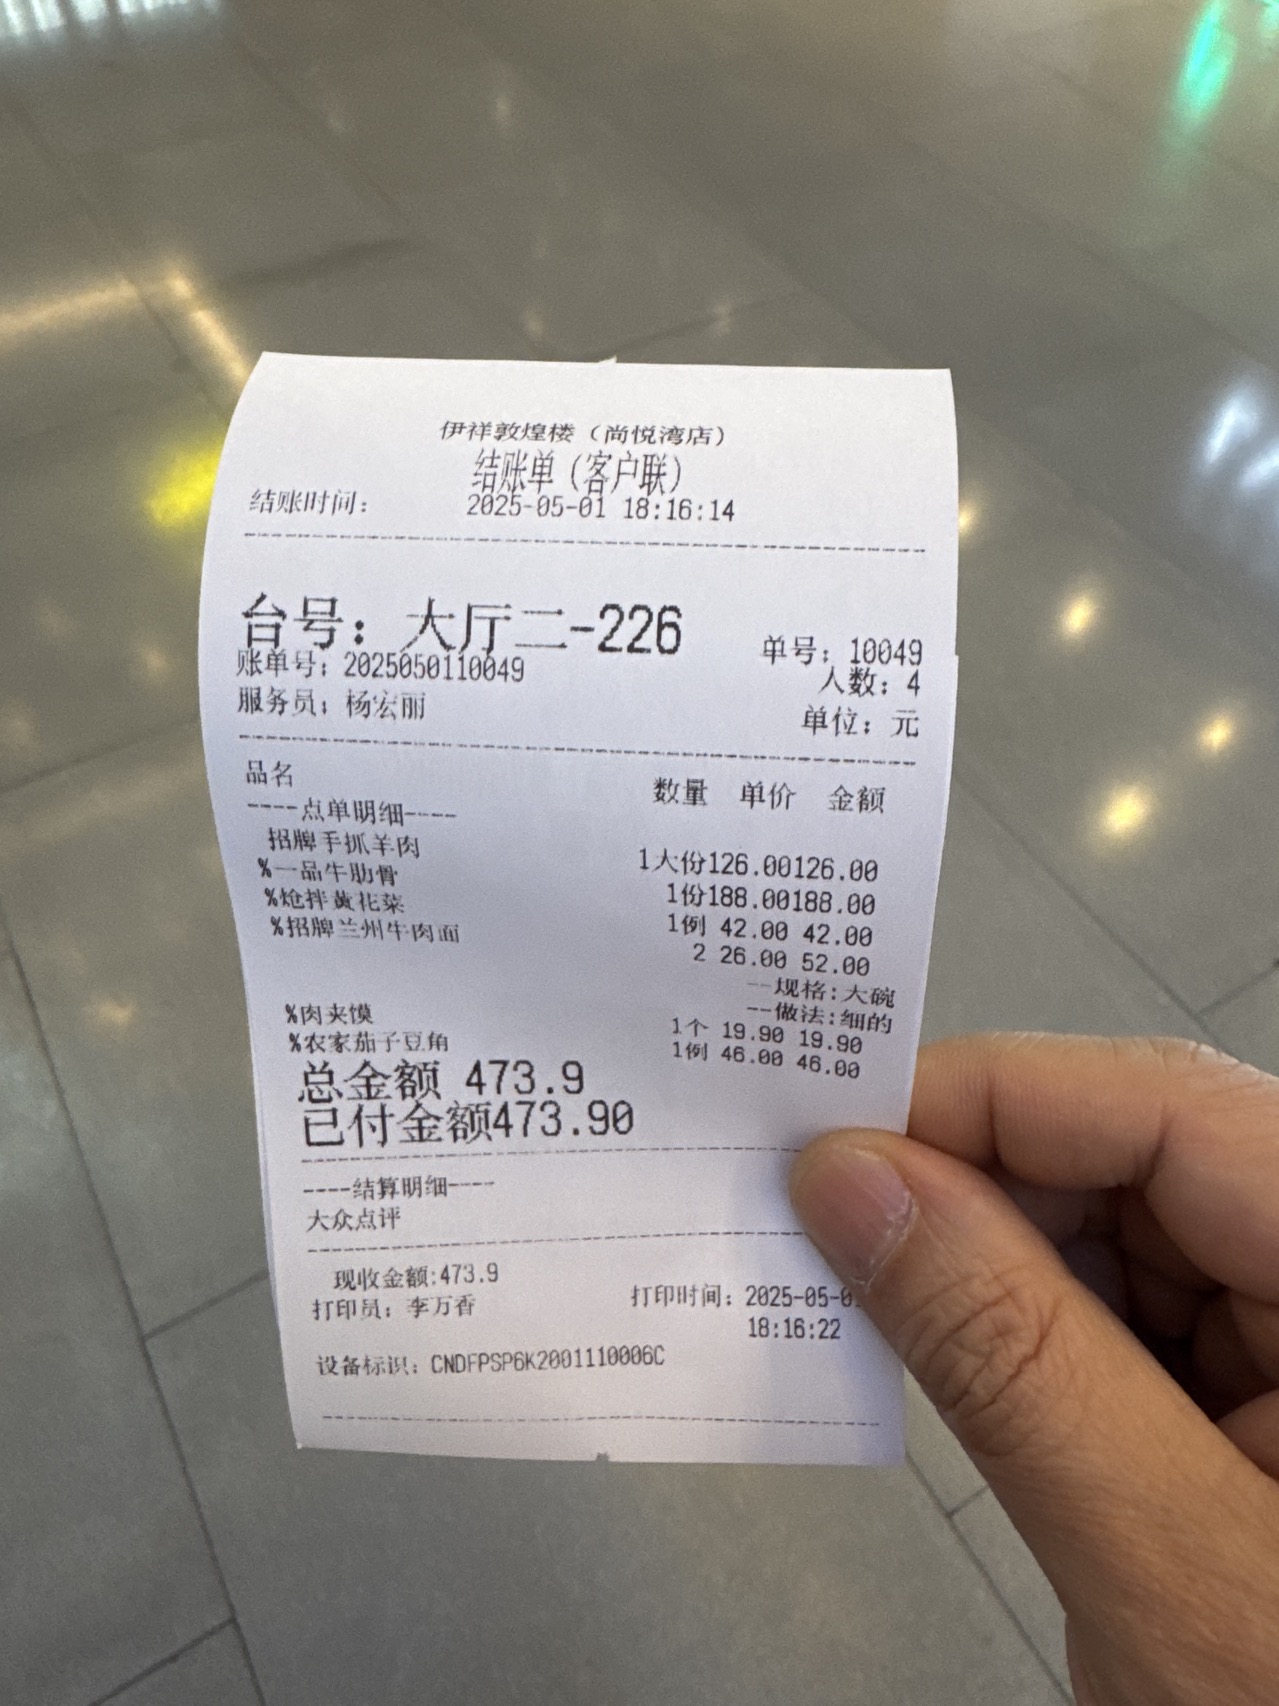 伊祥敦煌楼（尚悦湾店）
结账单（客户联）
结账时间： 2025-05-01 18:16:14
台号：大厅二-226 单号：10049
账单号：2025050110049 人数：4
服务员：杨宏丽 单位：元
品名 数量 单价 金额
----点单明细----
招牌手抓羊肉 1大份126.00126.00
%一品牛肋骨 1份188.00188.00
%炝拌黄花菜 1例 42.00 42.00
%招牌兰州牛肉面 2 26.00 52.00
--规格:大碗
--做法:细的
%肉夹馍 1个 19.90 19.90
%农家茄子豆角 1例 46.00 46.00
总金额 473.9
已付金额473.90
----结算明细----
大众点评
现收金额:473.9
打印员：李万香 打印时间：2025-05-0
18:16:22
设备标识：CNDFPSP6K2001110006C